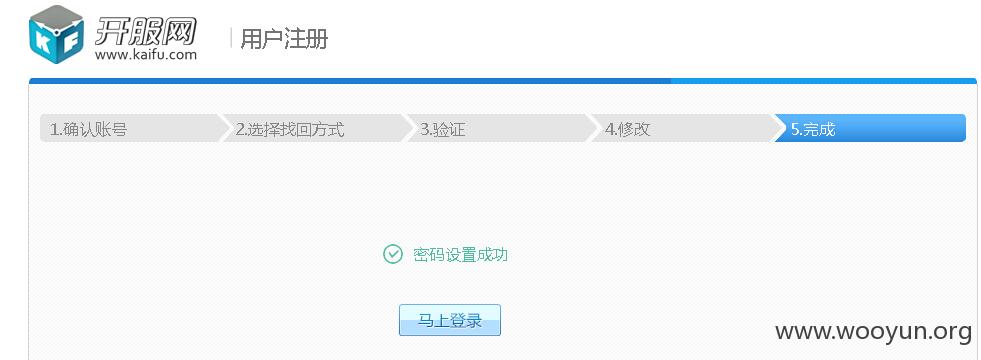 开服网
www.kaifu.com
用户注册
1.确认账号 2.选择找回方式 3.验证 4.修改 5.完成
密码设置成功
马上登录
www.wooyun.org